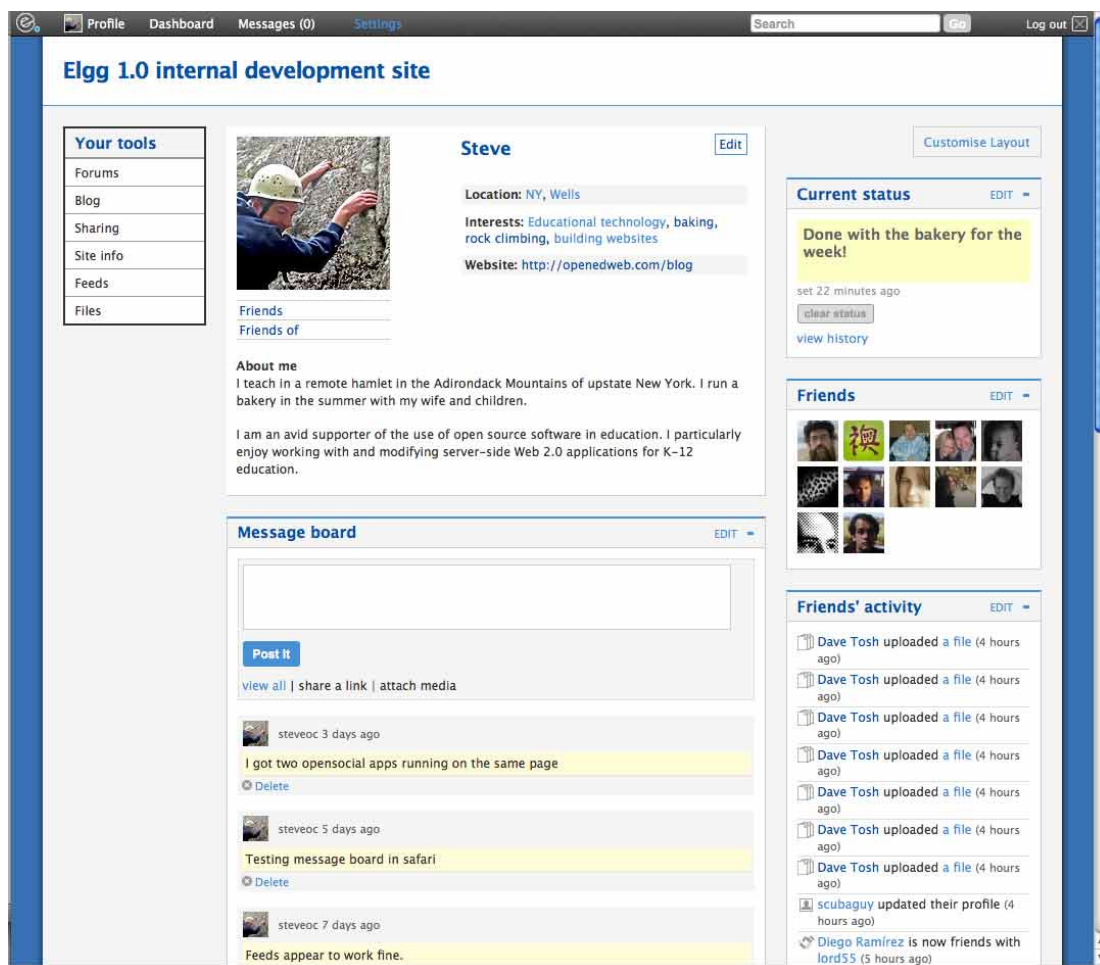 Profile Dashboard Messages (0) Settings Search Go Log out
Elgg 1.0 internal development site
Your tools
Forums
Blog
Sharing
Site info
Feeds
Files
Steve
Edit
Location: NY, Wells
Interests: Educational technology, baking,
rock climbing, building websites
Website: http://openedweb.com/blog
Friends
Friends of
About me
I teach in a remote hamlet in the Adirondack Mountains of upstate New York. I run a
bakery in the summer with my wife and children.
I am an avid supporter of the use of open source software in education. I particularly
enjoy working with and modifying server-side Web 2.0 applications for K-12
education.
Message board EDIT
Post It
view all | share a link | attach media
steveoc 3 days ago
I got two opensocial apps running on the same page
Delete
steveoc 5 days ago
Testing message board in safari
Delete
steveoc 7 days ago
Feeds appear to work fine.
Customise Layout
Current status EDIT
Done with the bakery for the
week!
set 22 minutes ago
clear status
view history
Friends EDIT
襖
Friends' activity EDIT
Dave Tosh uploaded a file (4 hours
ago)
Dave Tosh uploaded a file (4 hours
ago)
Dave Tosh uploaded a file (4 hours
ago)
Dave Tosh uploaded a file (4 hours
ago)
Dave Tosh uploaded a file (4 hours
ago)
Dave Tosh uploaded a file (4 hours
ago)
Dave Tosh uploaded a file (4 hours
ago)
scubaguy updated their profile (4
hours ago)
Diego Ramírez is now friends with
lord55 (5 hours ago)